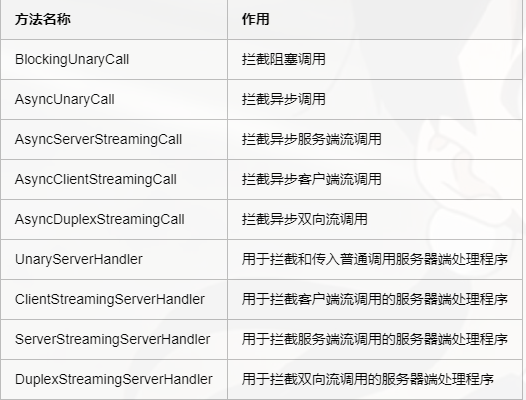 方法名称 作用
BlockingUnaryCall 拦截阻塞调用
AsyncUnaryCall 拦截异步调用
AsyncServerStreamingCall 拦截异步服务端流调用
AsyncClientStreamingCall 拦截异步客户端流调用
AsyncDuplexStreamingCall 拦截异步双向流调用
UnaryServerHandler 用于拦截和传入普通调用服务器端处理程序
ClientStreamingServerHandler 用于拦截客户端流调用的服务器端处理程序
ServerStreamingServerHandler 用于拦截服务端流调用的服务器端处理程序
DuplexStreamingServerHandler 用于拦截双向流调用的服务器端处理程序